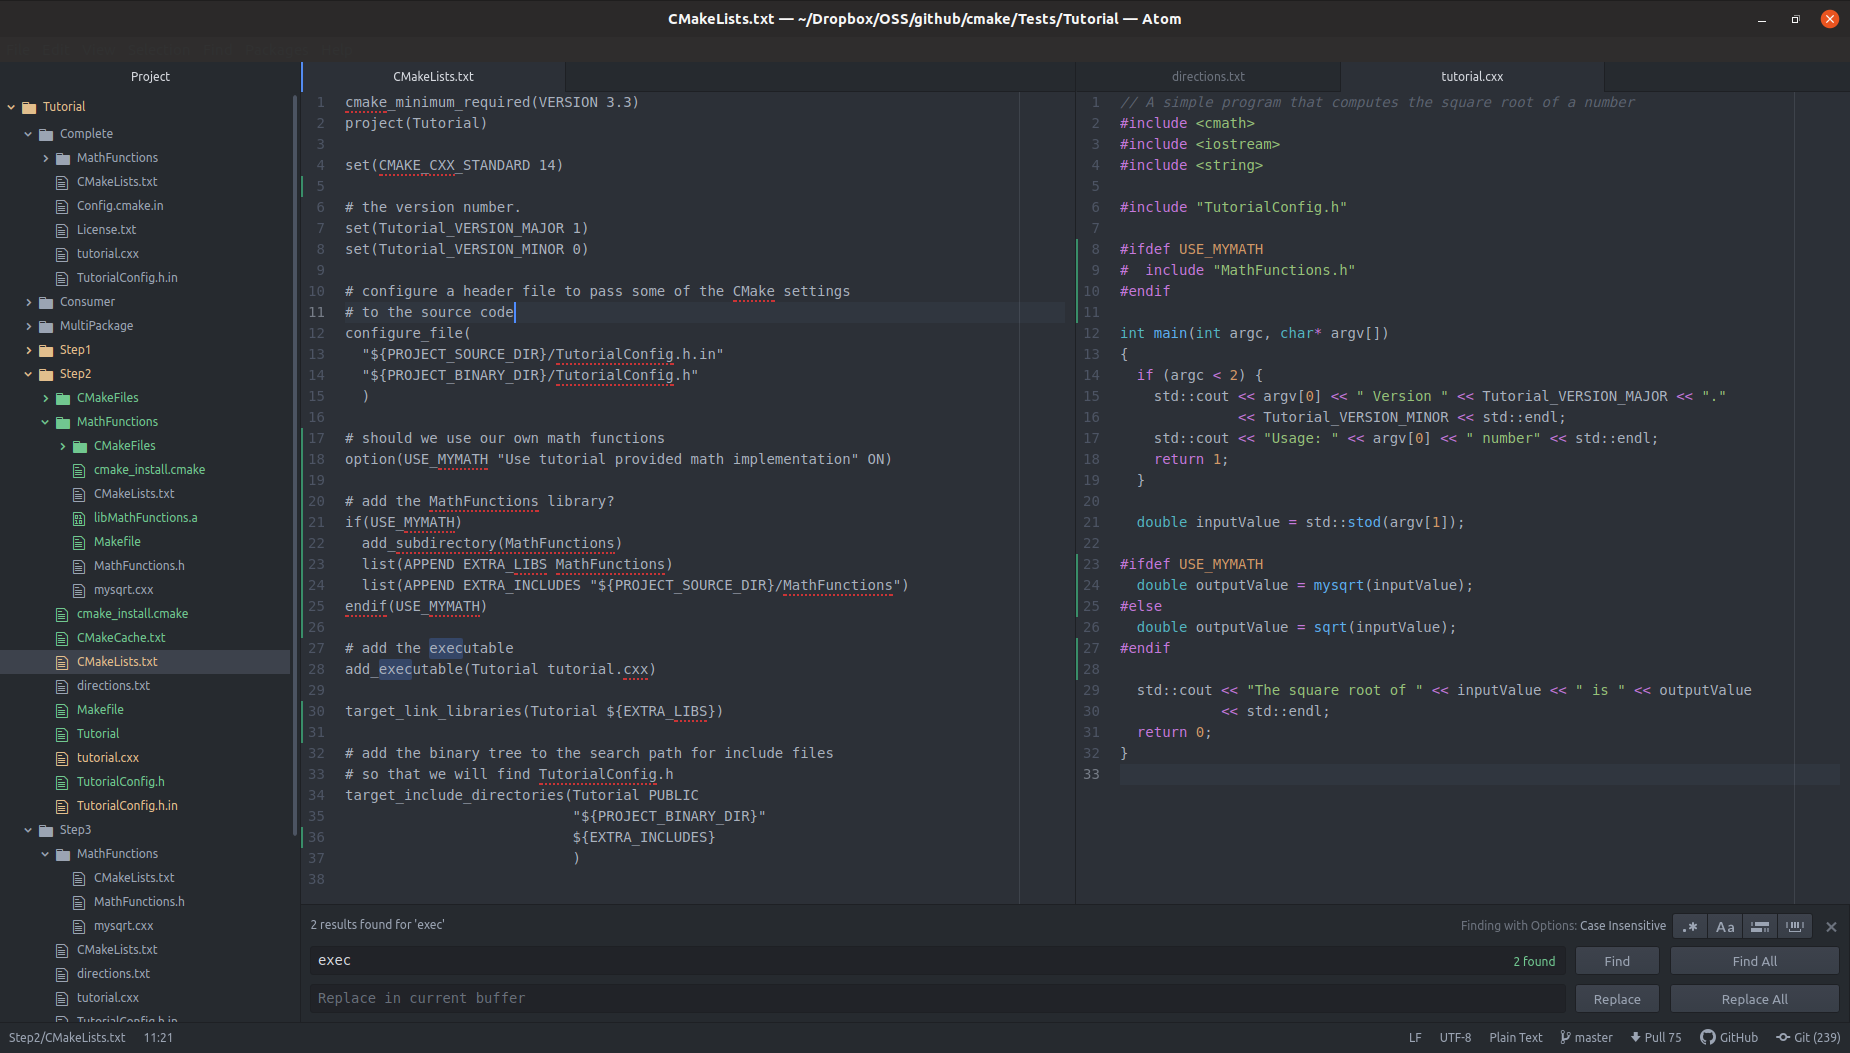 CMakeLists.txt — ~/Dropbox/OSS/github/cmake/Tests/Tutorial — Atom
Project
Tutorial
Complete
MathFunctions
CMakeLists.txt
Config.cmake.in
License.txt
tutorial.cxx
TutorialConfig.h.in
Consumer
MultiPackage
Step1
Step2
CMakeFiles
MathFunctions
CMakeFiles
cmake_install.cmake
CMakeLists.txt
libMathFunctions.a
Makefile
MathFunctions.h
mysqrt.cxx
cmake_install.cmake
CMakeCache.txt
CMakeLists.txt
directions.txt
Makefile
Tutorial
tutorial.cxx
TutorialConfig.h
TutorialConfig.h.in
Step3
MathFunctions
CMakeLists.txt
MathFunctions.h
mysqrt.cxx
CMakeLists.txt
directions.txt
tutorial.cxx
TutorialConfig.h.in
CMakeLists.txt
1 cmake_minimum_required(VERSION 3.3)
2 project(Tutorial)
3
4 set(CMAKE_CXX_STANDARD 14)
5
6 # the version number.
7 set(Tutorial_VERSION_MAJOR 1)
8 set(Tutorial_VERSION_MINOR 0)
9
10 # configure a header file to pass some of the CMake settings
11 # to the source code
12 configure_file(
13   "${PROJECT_SOURCE_DIR}/TutorialConfig.h.in"
14   "${PROJECT_BINARY_DIR}/TutorialConfig.h"
15   )
16
17 # should we use our own math functions
18 option(USE_MYMATH "Use tutorial provided math implementation" ON)
19
20 # add the MathFunctions library?
21 if(USE_MYMATH)
22   add_subdirectory(MathFunctions)
23   list(APPEND EXTRA_LIBS MathFunctions)
24   list(APPEND EXTRA_INCLUDES "${PROJECT_SOURCE_DIR}/MathFunctions")
25 endif(USE_MYMATH)
26
27 # add the executable
28 add_executable(Tutorial tutorial.cxx)
29
30 target_link_libraries(Tutorial ${EXTRA_LIBS})
31
32 # add the binary tree to the search path for include files
33 # so that we will find TutorialConfig.h
34 target_include_directories(Tutorial PUBLIC
35                            "${PROJECT_BINARY_DIR}"
36                            ${EXTRA_INCLUDES}
37                            )
38
directions.txt
tutorial.cxx
1 // A simple program that computes the square root of a number
2 #include <cmath>
3 #include <iostream>
4 #include <string>
5
6 #include "TutorialConfig.h"
7
8 #ifdef USE_MYMATH
9 #  include "MathFunctions.h"
10 #endif
11
12 int main(int argc, char* argv[])
13 {
14   if (argc < 2) {
15     std::cout << argv[0] << " Version " << Tutorial_VERSION_MAJOR << "."
16               << Tutorial_VERSION_MINOR << std::endl;
17     std::cout << "Usage: " << argv[0] << " number" << std::endl;
18     return 1;
19   }
20
21   double inputValue = std::stod(argv[1]);
22
23 #ifdef USE_MYMATH
24   double outputValue = mysqrt(inputValue);
25 #else
26   double outputValue = sqrt(inputValue);
27 #endif
28
29   std::cout << "The square root of " << inputValue << " is " << outputValue
30             << std::endl;
31   return 0;
32 }
33
2 results found for 'exec'
Finding with Options: Case Insensitive
.*
Aa
exec
2 found
Find
Find All
Replace in current buffer
Replace
Replace All
Step2/CMakeLists.txt 11:21
LF UTF-8 Plain Text master Pull 75 GitHub Git (239)